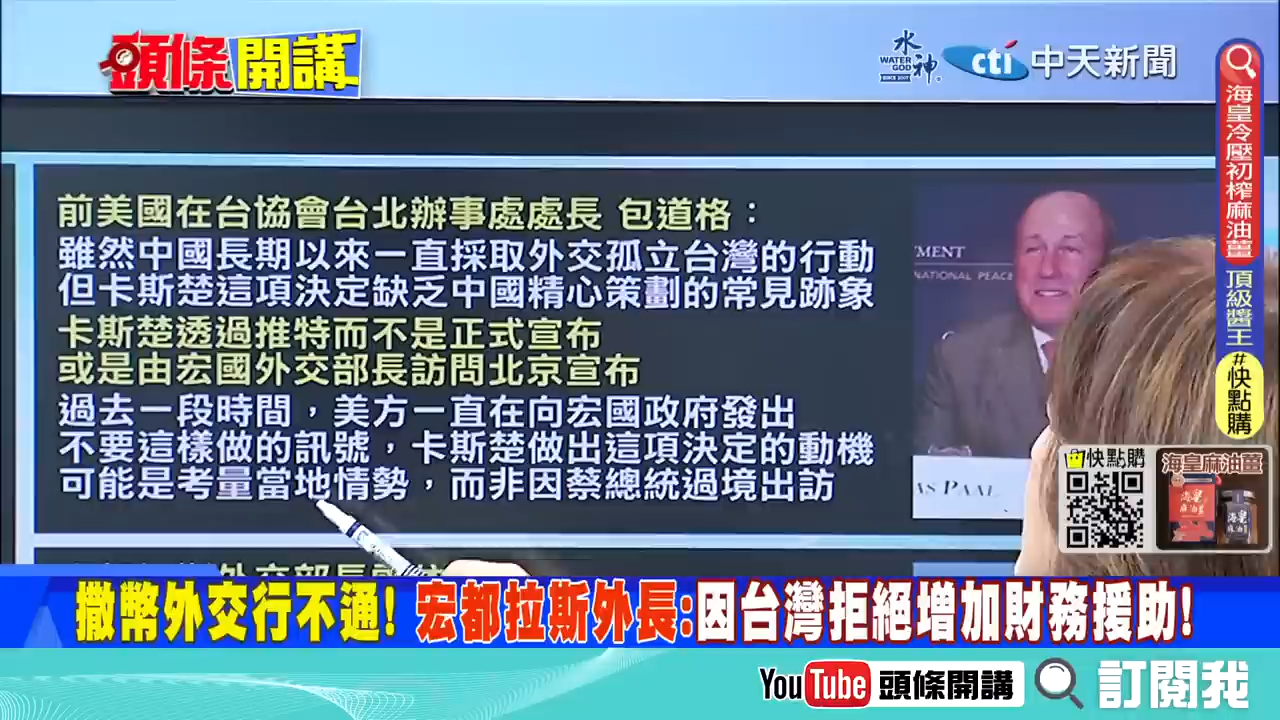 頭條開講
水神
WATER GOD
SINCE 2007
cti 中天新聞
前美國在台協會台北辦事處處長 包道格：
雖然中國長期以來一直採取外交孤立台灣的行動
但卡斯楚這項決定缺乏中國精心策劃的常見跡象
卡斯楚透過推特而不是正式宣布
或是由宏國外交部長訪問北京宣布
過去一段時間，美方一直在向宏國政府發出
不要這樣做的訊號，卡斯楚做出這項決定的動機
可能是考量當地情勢，而非因蔡總統過境出訪
海皇冷壓初榨麻油薑 頂級醬王
#快點購
快點購
海皇麻油薑
撒幣外交行不通! 宏都拉斯外長:因台灣拒絕增加財務援助!
YouTube 頭條開講
訂閱我